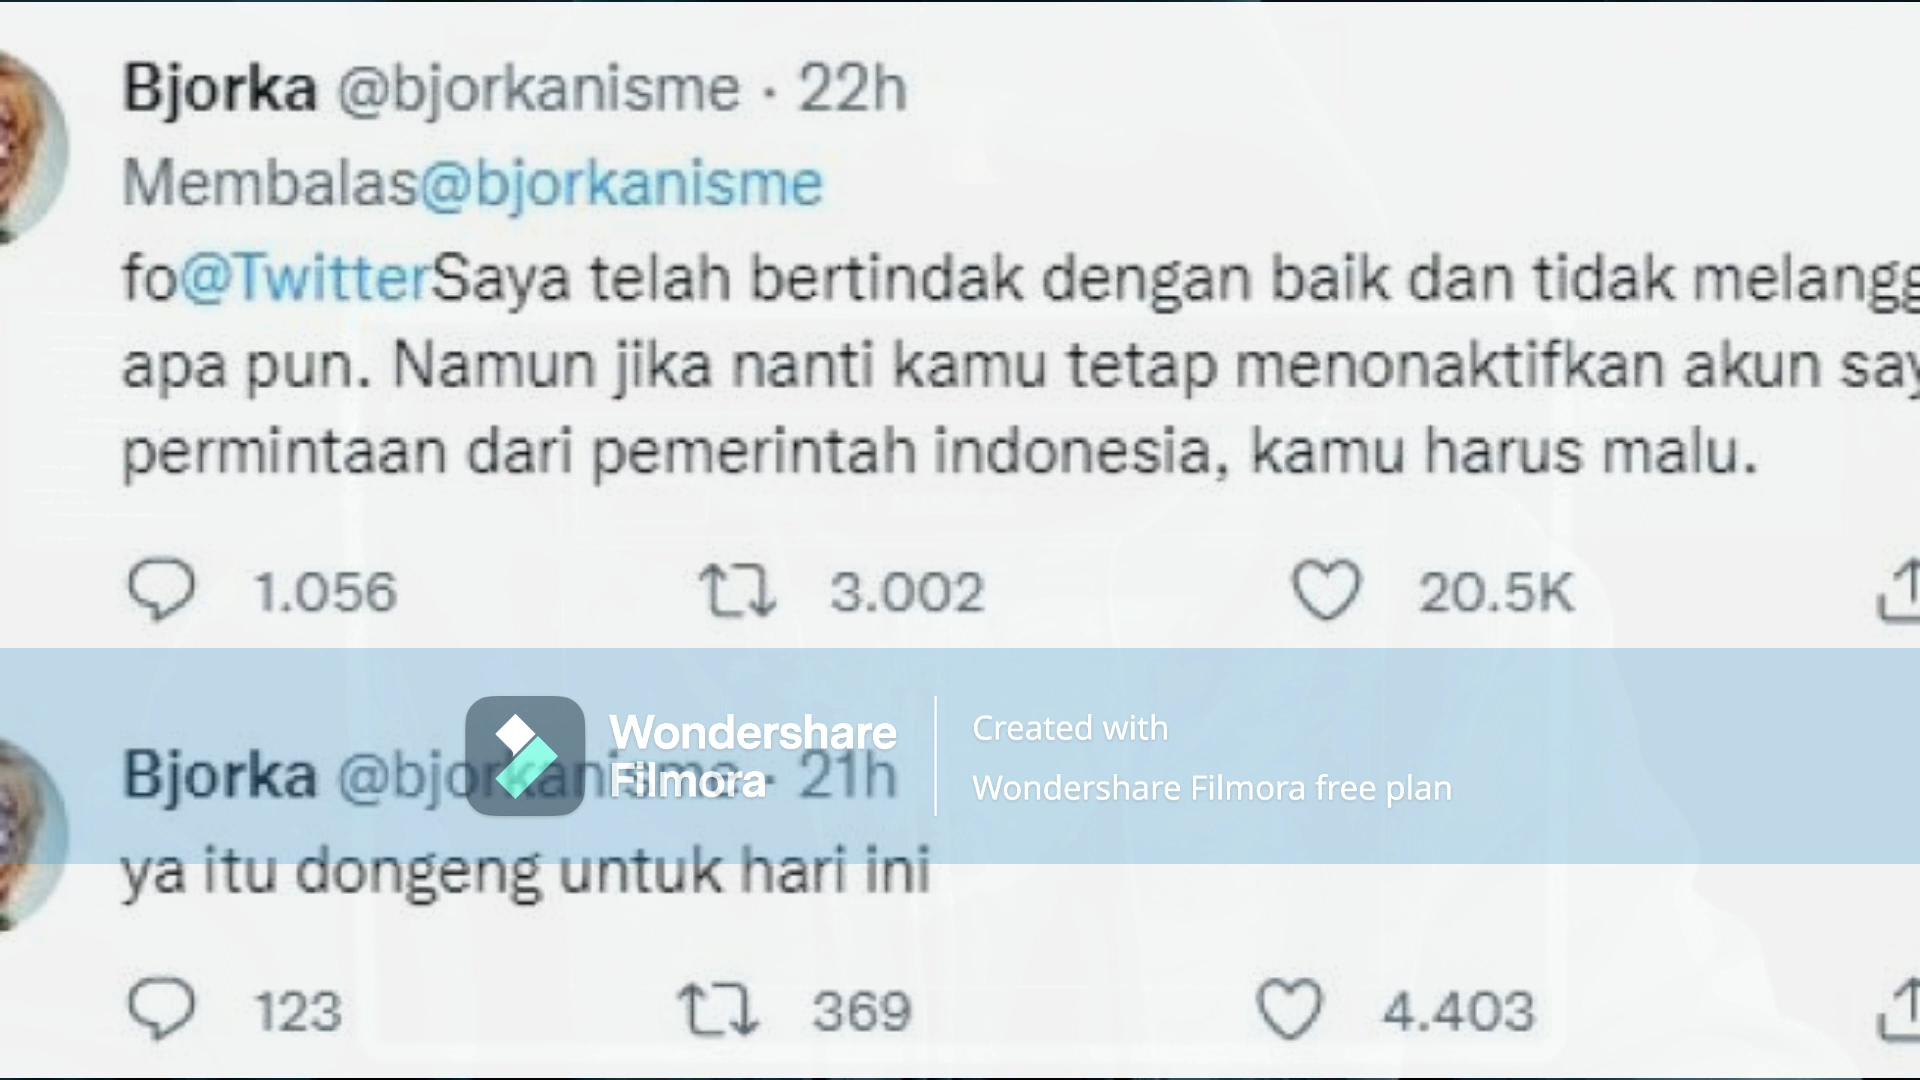 Bjorka @bjorkanisme · 22h
Membalas@bjorkanisme
fo@TwitterSaya telah bertindak dengan baik dan tidak
apa pun. Namun jika nanti kamu tetap menonaktifkan akun
permintaan dari pemerintah indonesia, kamu harus malu.
1.056 3.002 20.5K
Wondershare
Filmora
Created with
Wondershare Filmora free plan
Bjorka @bjorkanisme · 21h
ya itu dongeng untuk hari ini
123 369 4.403